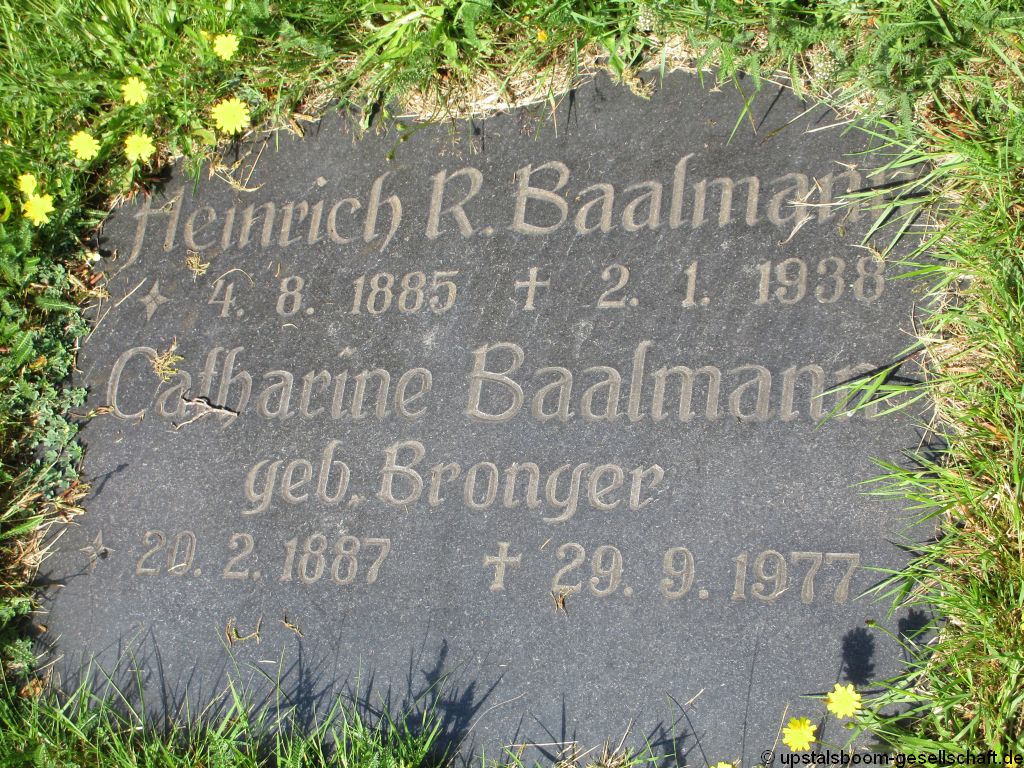 Heinrich R. Baalmann
* 4. 8. 1885 † 2. 1. 1938
Catharine Baalmann
geb. Bronger
* 20. 2. 1887 † 29. 9. 1977
© upstalsboom-gesellschaft.de